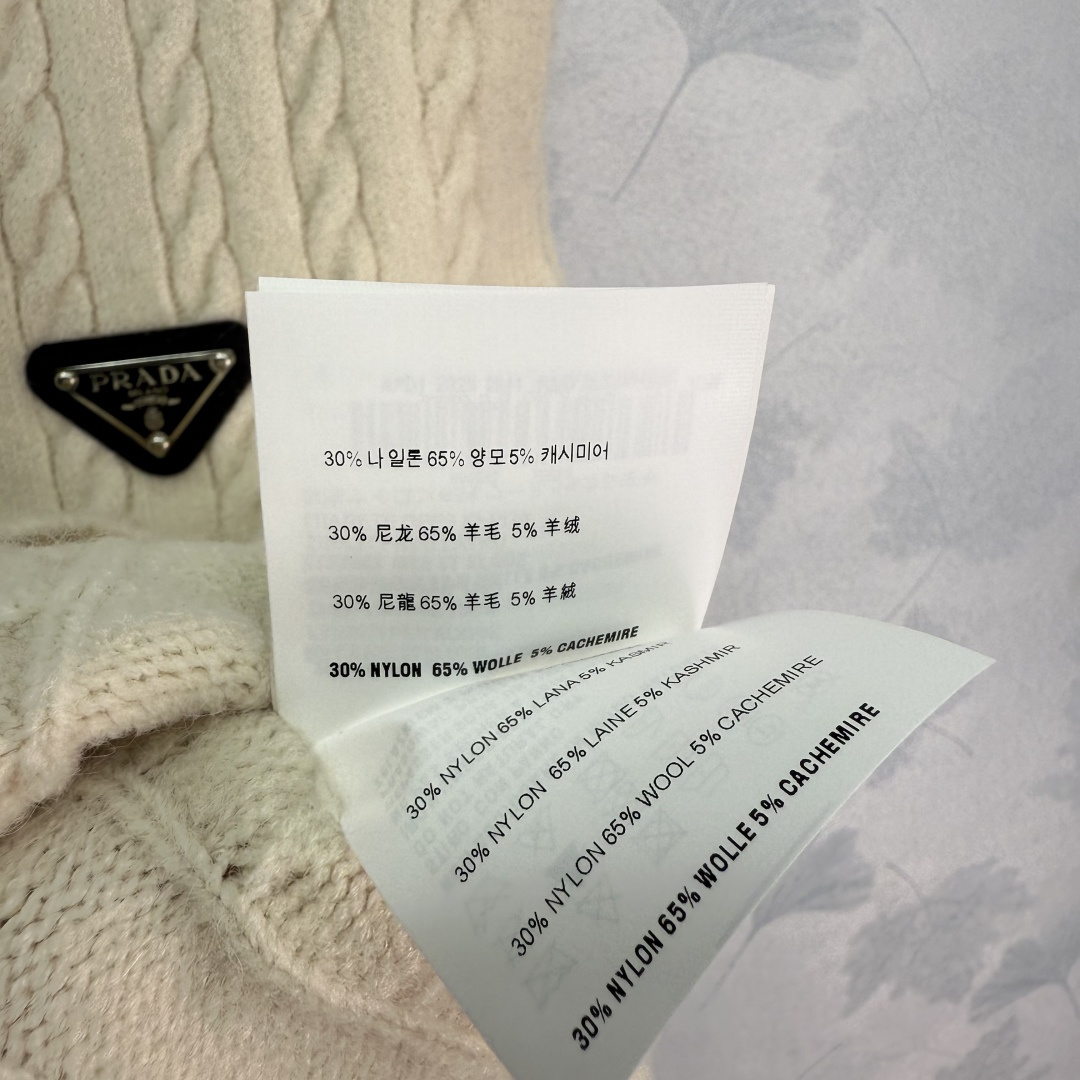 PRADA
MILANO
30% 나일론 65% 양모 5% 캐시미어
30% 尼龙 65% 羊毛 5% 羊绒
30% 尼龍 65% 羊毛 5% 羊絨
30% NYLON 65% WOLLE 5% CACHEMIRE
30% NYLON 65% LANA 5% KASMIR
30% NYLON 65% LAINE 5% KASHMIR
30% NYLON 65% WOOL 5% CACHEMIRE
30% NYLON 65% WOLLE 5% CACHEMIRE